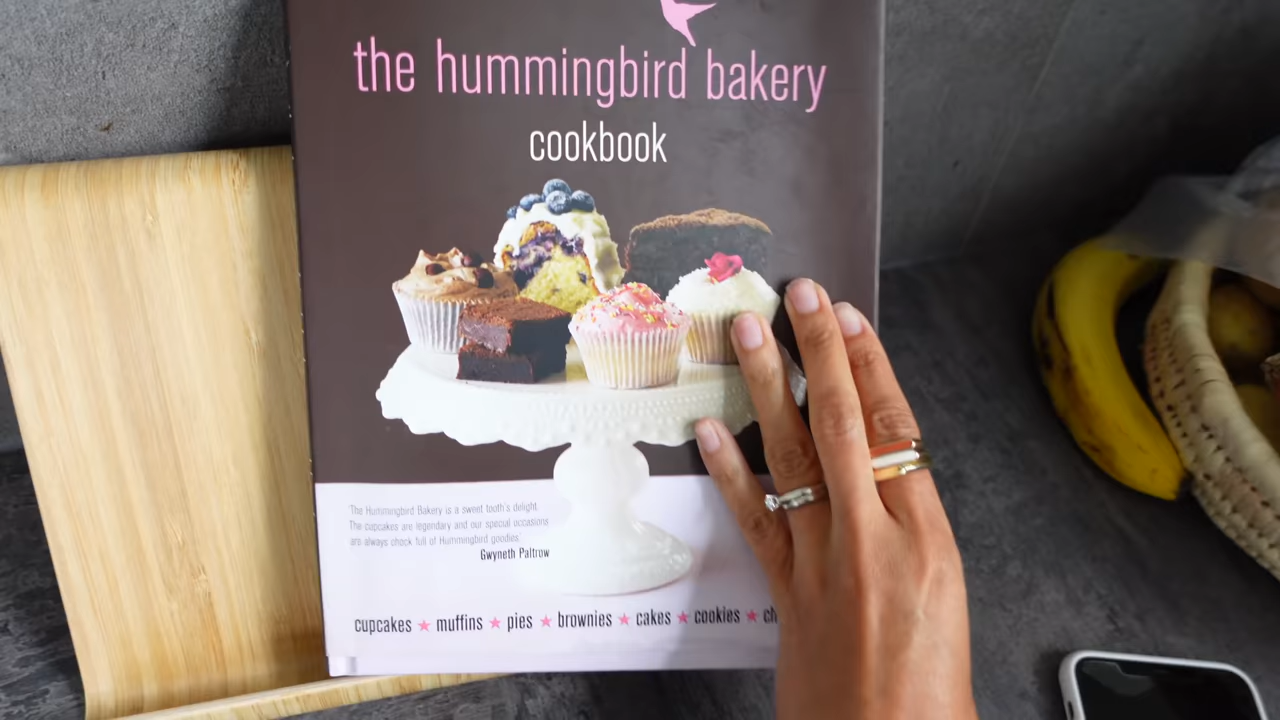 the hummingbird bakery
cookbook
The Hummingbird Bakery is a sweet tooth's delight.
The cupcakes are legendary and our special occasions
are always chock full of Hummingbird goodies'
Gwyneth Paltrow
cupcakes ★ muffins ★ pies ★ brownies ★ cakes ★ cookies ★ ch